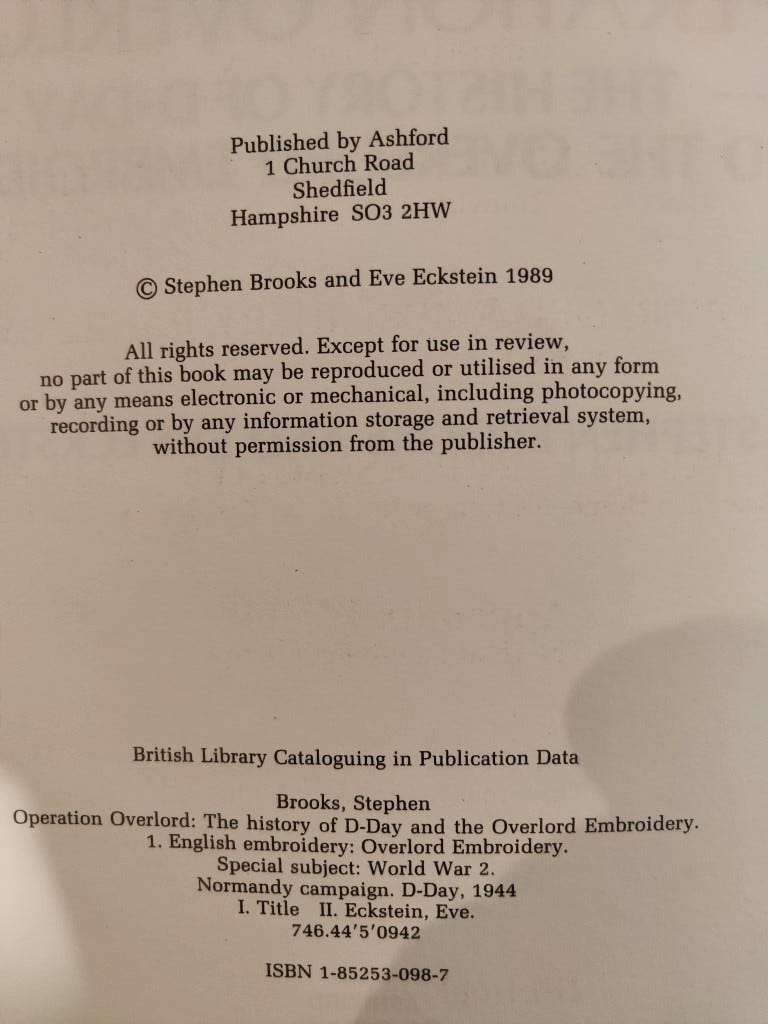 Published by Ashford
1 Church Road
Shedfield
Hampshire SO3 2HW
© Stephen Brooks and Eve Eckstein 1989
All rights reserved. Except for use in review,
no part of this book may be reproduced or utilised in any form
or by any means electronic or mechanical, including photocopying,
recording or by any information storage and retrieval system,
without permission from the publisher.
British Library Cataloguing in Publication Data
Brooks, Stephen
Operation Overlord: The history of D-Day and the Overlord Embroidery.
1. English embroidery: Overlord Embroidery.
Special subject: World War 2.
Normandy campaign. D-Day, 1944
I. Title II. Eckstein, Eve.
746.44'5'0942
ISBN 1-85253-098-7